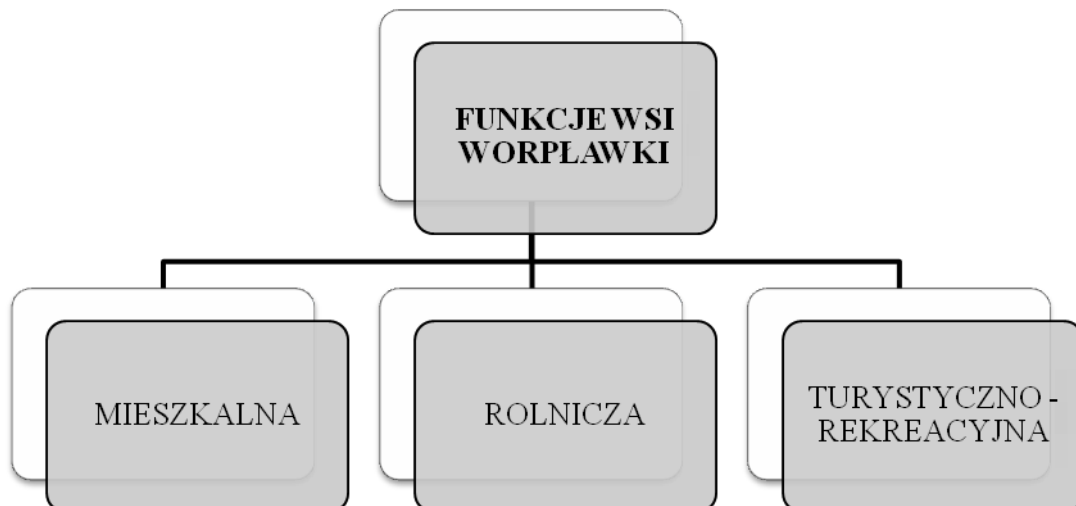 FUNKCJE WSI
WORPŁAWKI
MIESZKALNA
ROLNICZA
TURYSTYCZNO -
REKREACYJNA